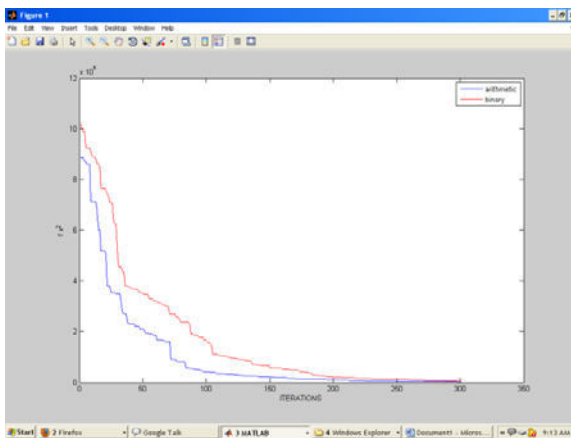 Figure 1
File Edit View Insert Tools Desktop Window Help
x 10
12
10
8
6
4
2
0
arithmetic
binary
0 50 100 150 200 250 300 350
ITERATIONS
Start 2 Firefox Google Talk 3 MATLAB 4 Windows Explorer Document1 - Micros... 9:13 AM